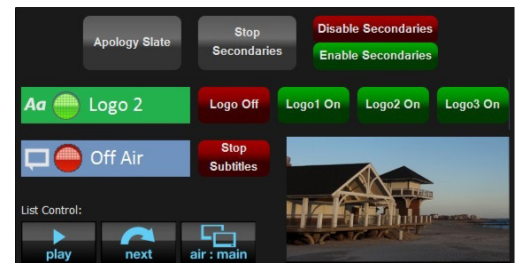 Apology Slate
Stop
Secondaries
Disable Secondaries
Enable Secondaries
Aa Logo 2
Logo Off
Logo1 On
Logo2 On
Logo3 On
Off Air
Stop
Subtitles
List Control:
play
next
air : main